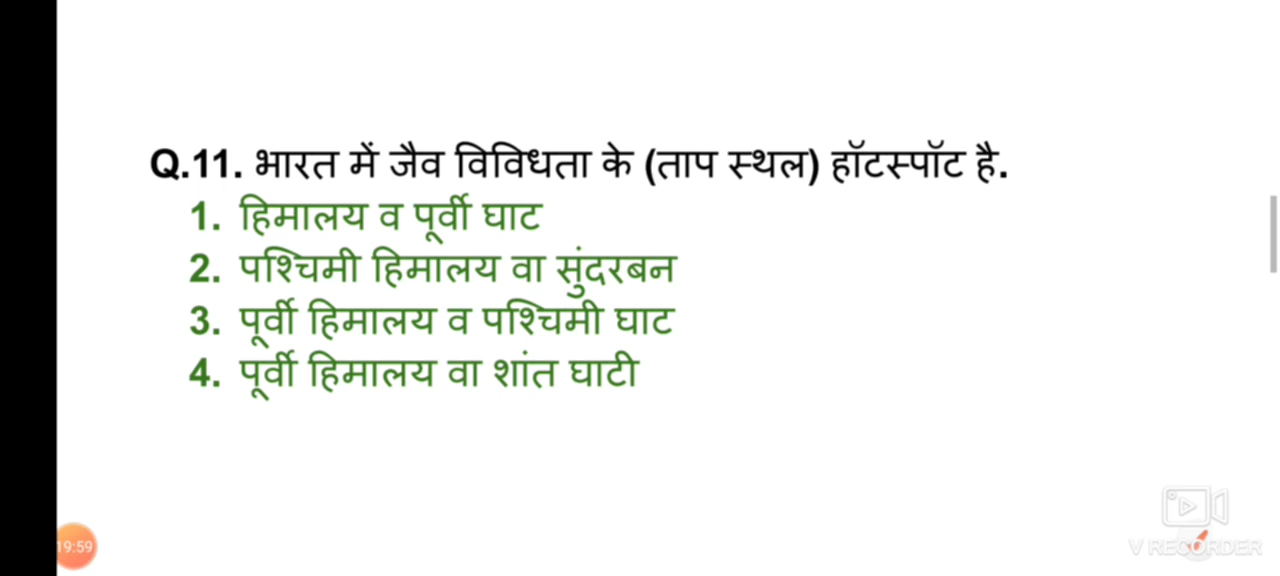 Q.11. भारत में जैव विविधता के (ताप स्थल) हॉटस्पॉट है.
1. हिमालय व पूर्वी घाट
2. पश्चिमी हिमालय वा सुंदरबन
3. पूर्वी हिमालय व पश्चिमी घाट
4. पूर्वी हिमालय वा शांत घाटी
19:59
V RECORDER